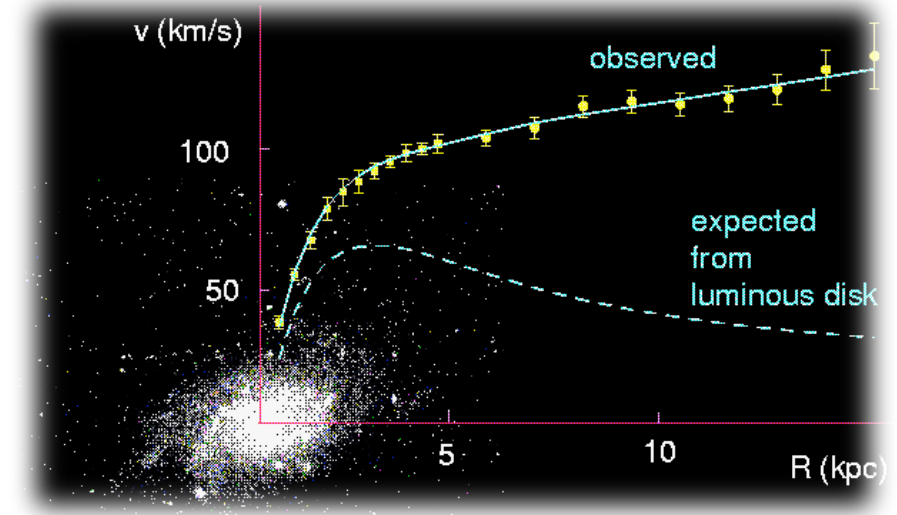 v (km/s)
observed
100
expected
from
luminous disk
50
5
10
R (kpc)